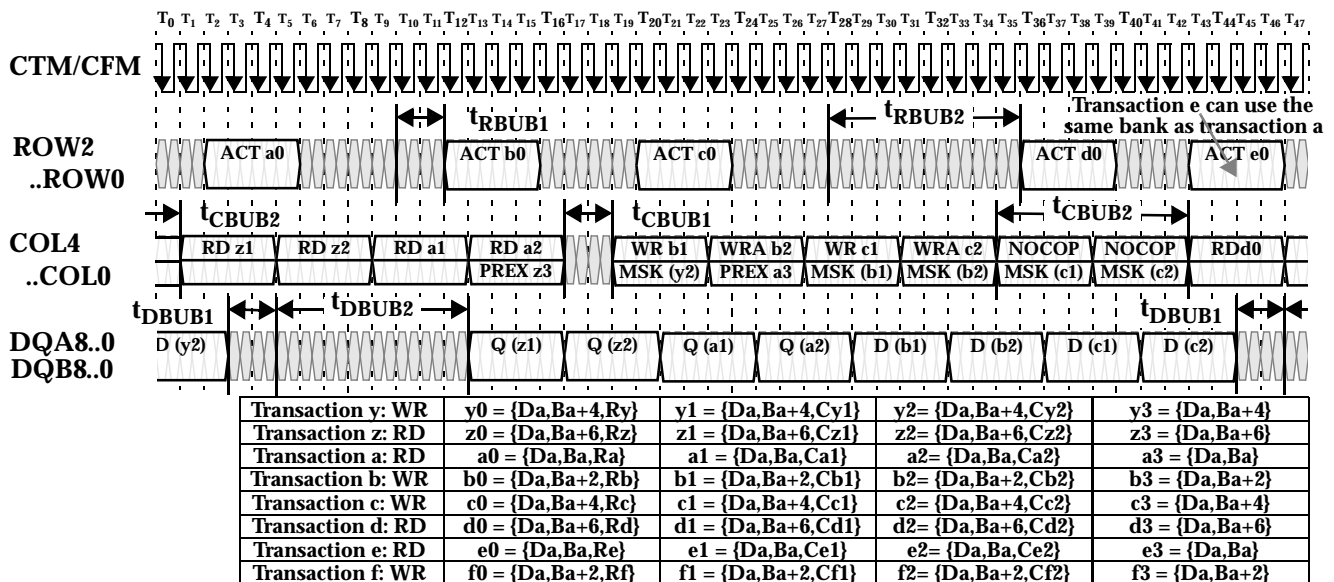 T0 T1 T2 T3 T4 T5 T6 T7 T8 T9 T10 T11 T12 T13 T14 T15 T16 T17 T18 T19 T20 T21 T22 T23 T24 T25 T26 T27 T28 T29 T30 T31 T32 T33 T34 T35 T36 T37 T38 T39 T40 T41 T42 T43 T44 T45 T46 T47
CTM/CFM
tRBUB1 tRBUB2 Transaction e can use the
same bank as transaction a
ROW2
..ROW0
ACT a0 ACT b0 ACT c0 ACT d0 ACT e0
tCBUB2 tCBUB1 tCBUB2
COL4
..COL0
RD z1 RD z2 RD a1 RD a2 WR b1 WRA b2 WR c1 WRA c2 NOCOP NOCOP RDd0
PREX z3 MSK (y2) PREX a3 MSK (b1) MSK (b2) MSK (c1) MSK (c2)
tDBUB1 tDBUB2 tDBUB1
DQA8..0
DQB8..0
D (y2) Q (z1) Q (z2) Q (a1) Q (a2) D (b1) D (b2) D (c1) D (c2)
Transaction y: WR y0 = {Da,Ba+4,Ry} y1 = {Da,Ba+4,Cy1} y2= {Da,Ba+4,Cy2} y3 = {Da,Ba+4}
Transaction z: RD z0 = {Da,Ba+6,Rz} z1 = {Da,Ba+6,Cz1} z2= {Da,Ba+6,Cz2} z3 = {Da,Ba+6}
Transaction a: RD a0 = {Da,Ba,Ra} a1 = {Da,Ba,Ca1} a2= {Da,Ba,Ca2} a3 = {Da,Ba}
Transaction b: WR b0 = {Da,Ba+2,Rb} b1 = {Da,Ba+2,Cb1} b2= {Da,Ba+2,Cb2} b3 = {Da,Ba+2}
Transaction c: WR c0 = {Da,Ba+4,Rc} c1 = {Da,Ba+4,Cc1} c2= {Da,Ba+4,Cc2} c3 = {Da,Ba+4}
Transaction d: RD d0 = {Da,Ba+6,Rd} d1 = {Da,Ba+6,Cd1} d2= {Da,Ba+6,Cd2} d3 = {Da,Ba+6}
Transaction e: RD e0 = {Da,Ba,Re} e1 = {Da,Ba,Ce1} e2= {Da,Ba,Ce2} e3 = {Da,Ba}
Transaction f: WR f0 = {Da,Ba+2,Rf} f1 = {Da,Ba+2,Cf1} f2= {Da,Ba+2,Cf2} f3 = {Da,Ba+2}